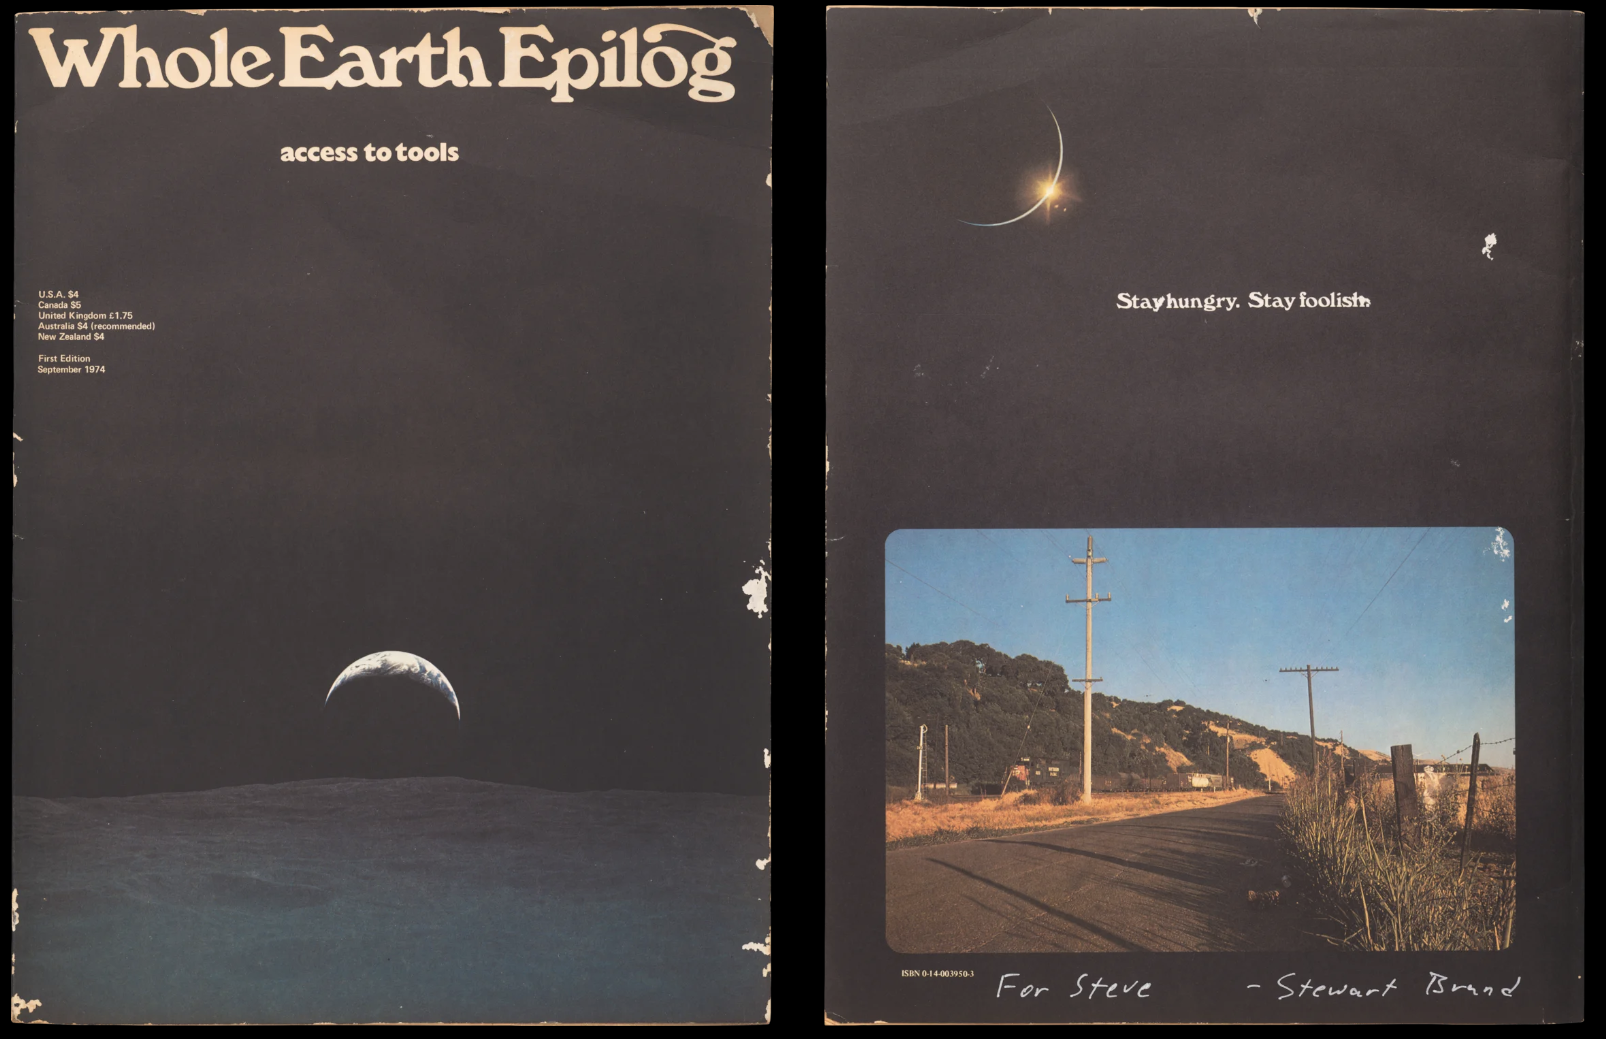 Whole Earth Epilog
access to tools
U.S.A. $4
Canada $5
United Kingdom £1.75
Australia $4 (recommended)
New Zealand $4
First Edition
September 1974
Stay hungry. Stay foolish.
ISBN 0-14-003950-3
For Steve - Stewart Brand